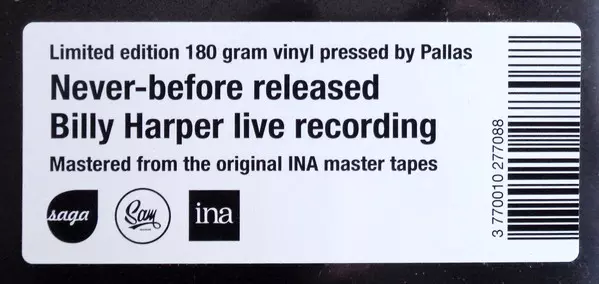 Limited edition 180 gram vinyl pressed by Pallas
Never-before released
Billy Harper live recording
Mastered from the original INA master tapes
saga
Sam
ina
3 770010 277088